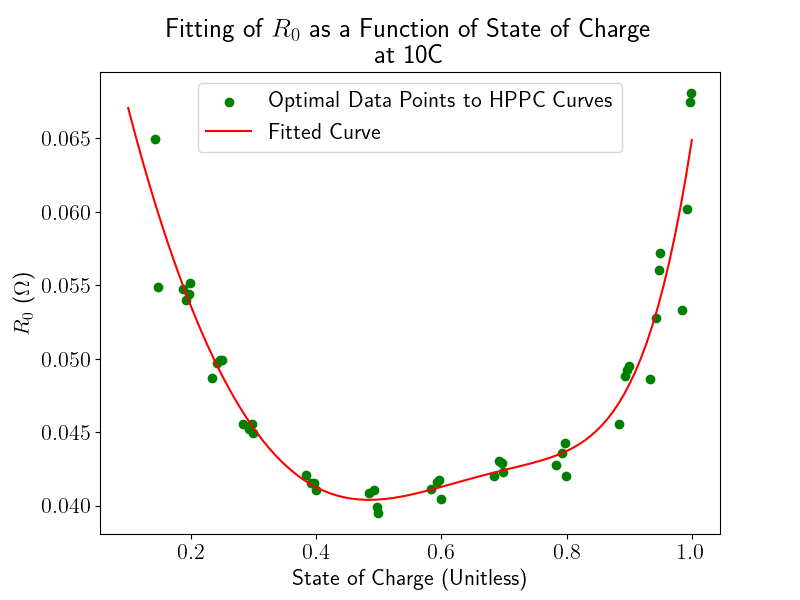 Fitting of R₀ as a Function of State of Charge
at 10C
Optimal Data Points to HPPC Curves
Fitted Curve
R₀ (Ω)
0.065
0.060
0.055
0.050
0.045
0.040
0.2 0.4 0.6 0.8 1.0
State of Charge (Unitless)